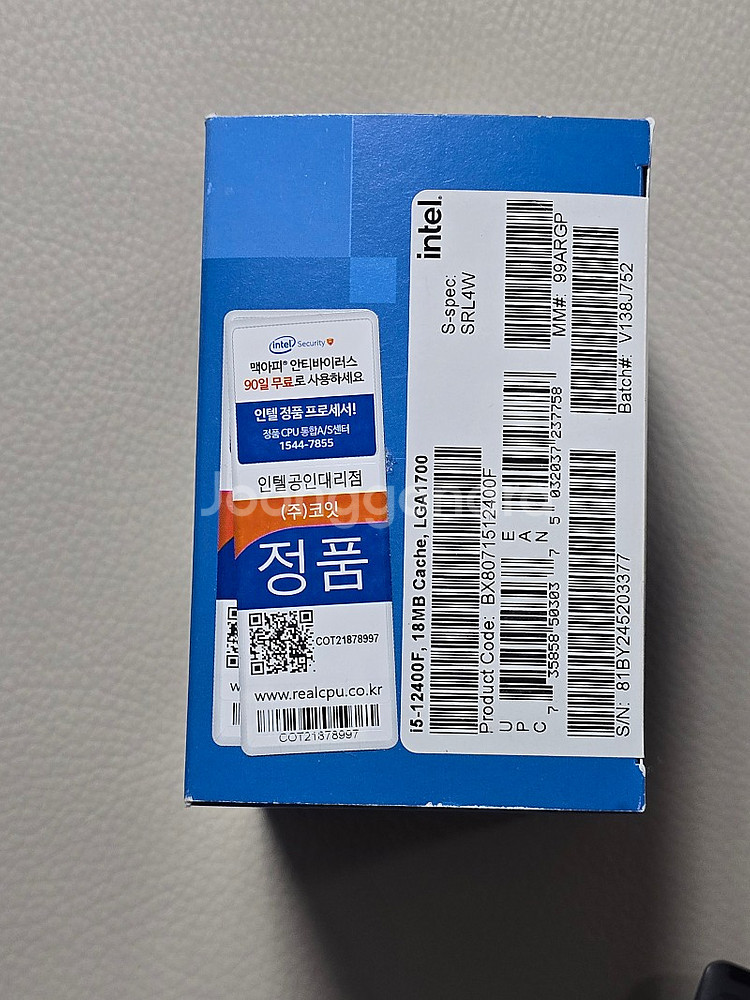 intel Security
맥아피® 안티바이러스
90일 무료로 사용하세요
인텔 정품 프로세서!
정품 CPU 통합A/S센터
1544-7855
인텔공인대리점
(주)코잇
정품
COT21878997
www.realcpu.co.kr
COT21878997
intel.
S-spec:
SRL4W
MM#: 99ARGP
Batch#: V138J752
i5-12400F, 18MB Cache, LGA1700
Product Code: BX8071512400F
UPC
7 35858 50303 7
EAN
5 032037 237758
S/N: 81BY245203377
Joonggonara